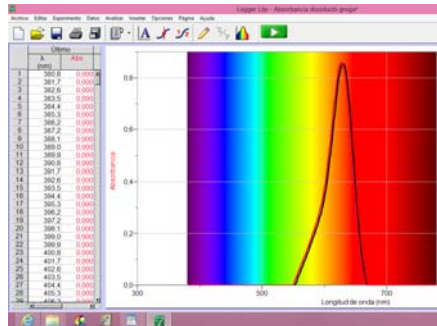 Logger Lite - Absorbancia dissolució groga*
Archivo Editar Experimento Datos Analizar Insertar Opciones Página Ayuda
Último
λ Abs
(nm)
1 380,8 0,000
2 381,7 0,000
3 382,6 0,000
4 383,5 0,000
5 384,4 0,000
6 385,3 0,000
7 386,2 0,000
8 387,2 0,000
9 388,1 0,000
10 389,0 0,000
11 389,9 0,000
12 390,8 0,000
13 391,7 0,000
14 392,6 0,000
15 393,5 0,000
16 394,4 0,000
17 395,3 0,000
18 396,2 0,000
19 397,2 0,000
20 398,1 0,000
21 399,0 0,000
22 399,9 0,000
23 400,8 0,000
24 401,7 0,000
25 402,6 0,000
26 403,5 0,000
27 404,4 0,000
28 405,3 0,000
29 406,3 0,000
Absorbancia
0,8
0,6
0,4
0,2
0,0
300 500 700
Longitud de onda (nm)